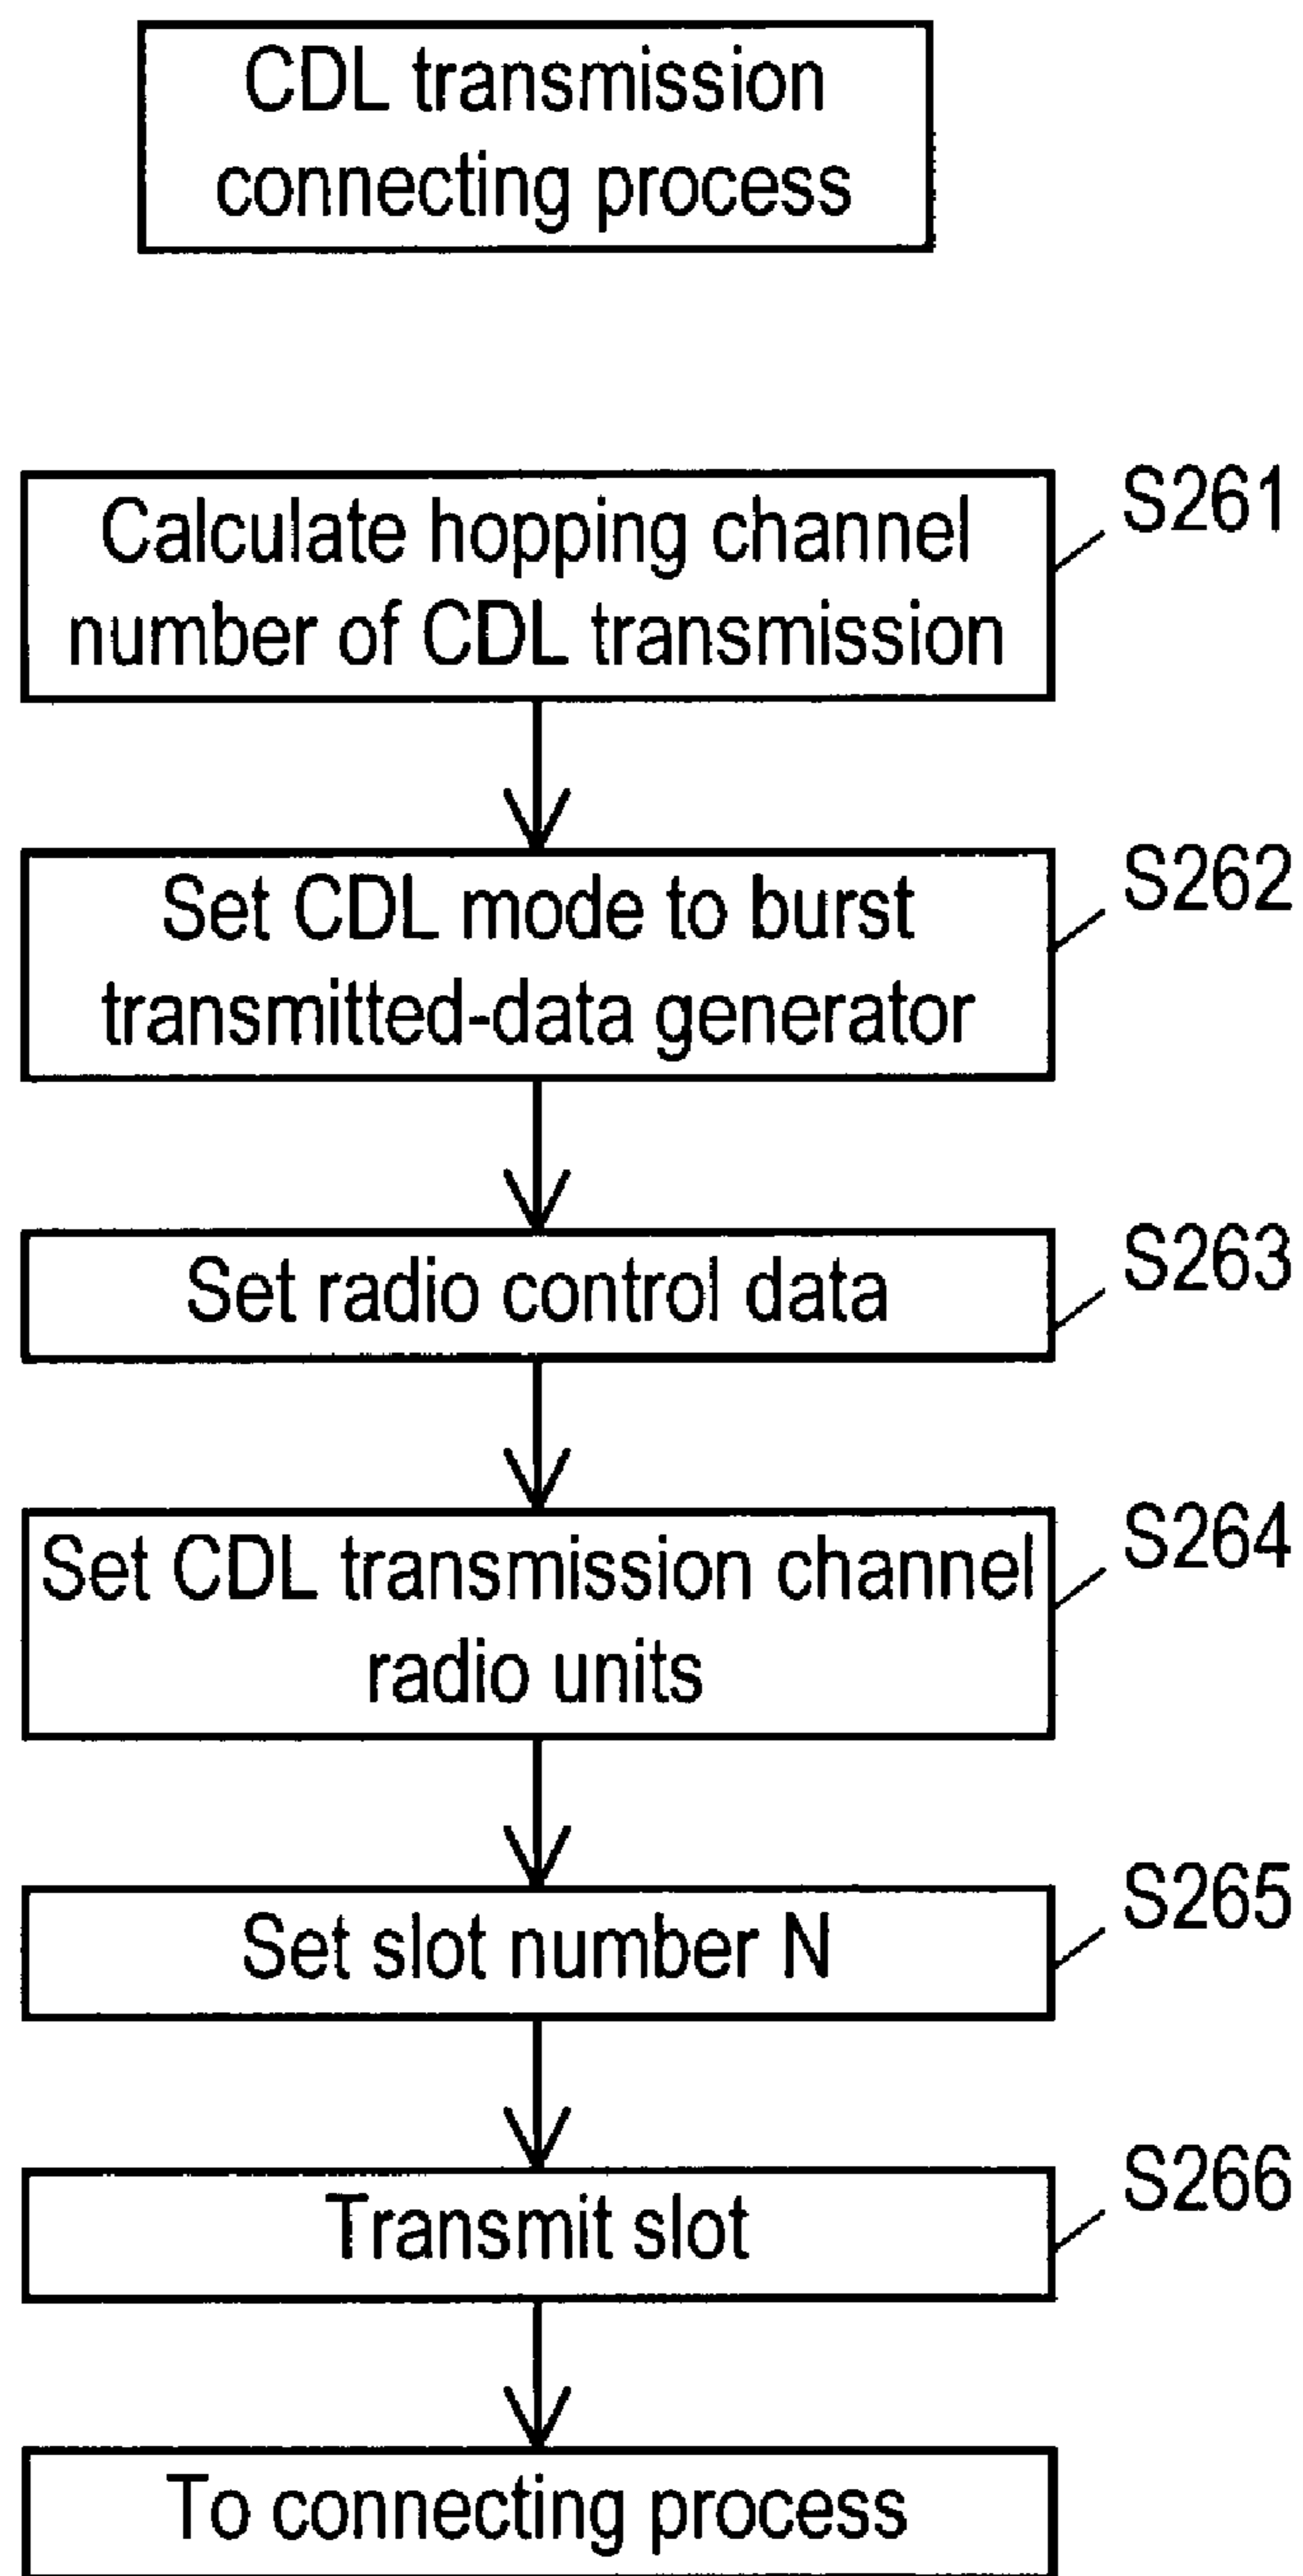 CDL transmission
connecting process
Calculate hopping channel
number of CDL transmission
S261
Set CDL mode to burst
transmitted-data generator
S262
Set radio control data
S263
Set CDL transmission channel
radio units
S264
Set slot number N
S265
Transmit slot
S266
To connecting process